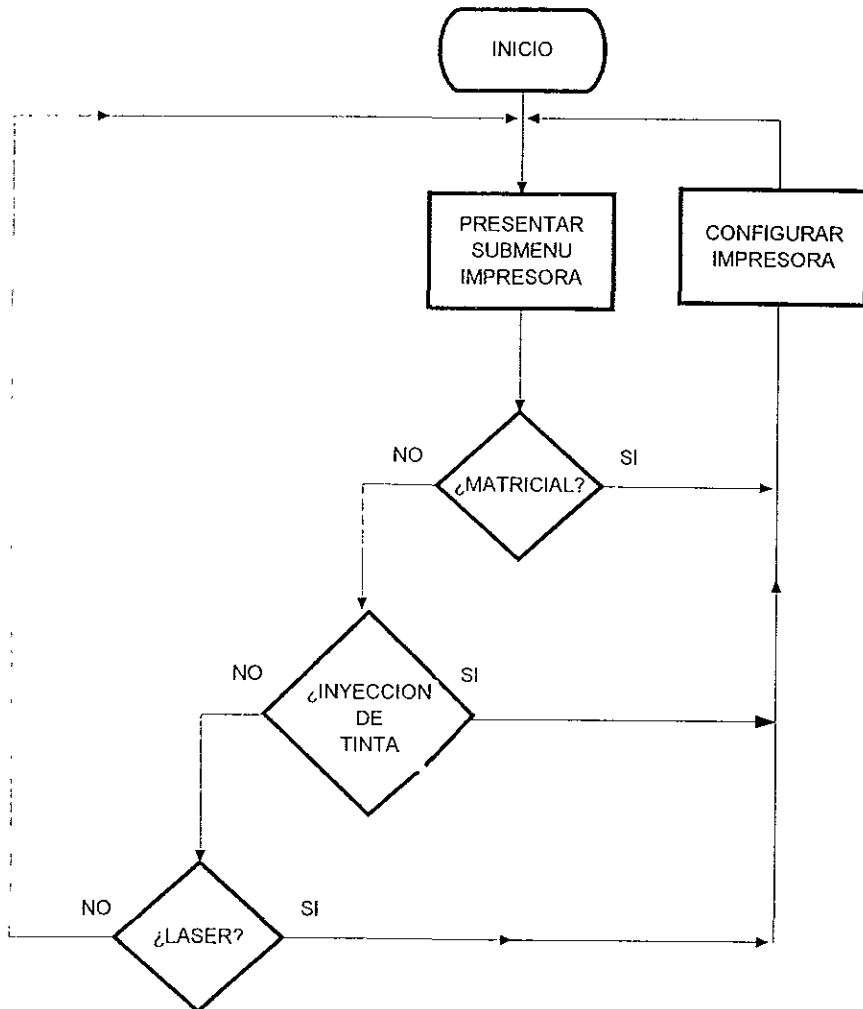 INICIO
PRESENTAR
SUBMENU
IMPRESORA
CONFIGURAR
IMPRESORA
NO
¿MATRICIAL?
SI
NO
¿INYECCION
DE
TINTA
SI
NO
¿LASER?
SI